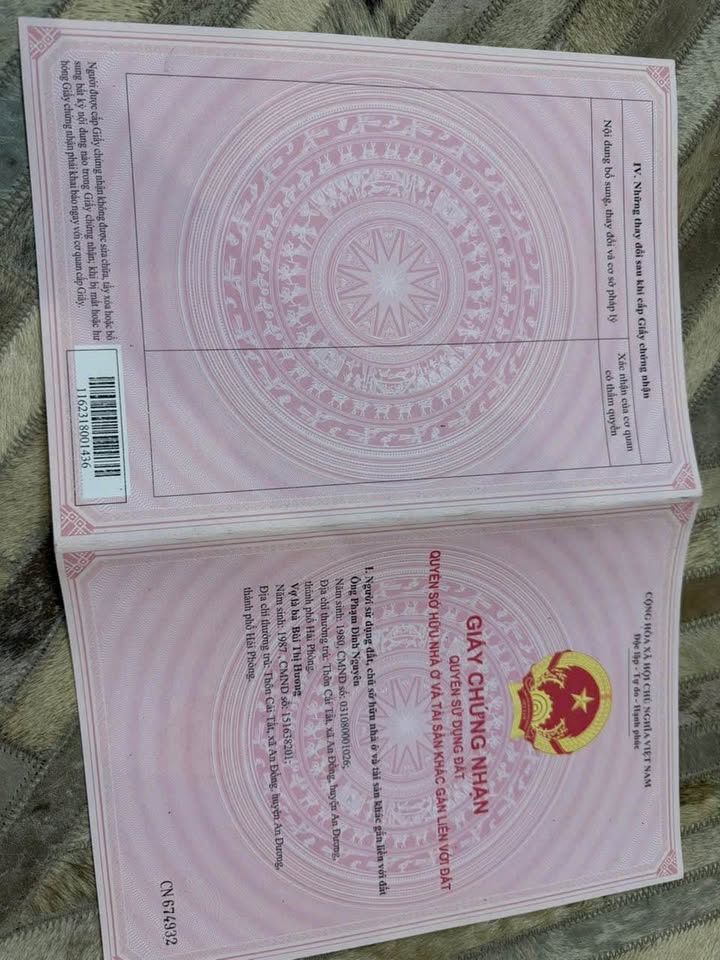 CỘNG HÒA XÃ HỘI CHỦ NGHĨA VIỆT NAM
Độc lập - Tự do - Hạnh phúc
GIẤY CHỨNG NHẬN
QUYỀN SỬ DỤNG ĐẤT
QUYỀN SỞ HỮU NHÀ Ở VÀ TÀI SẢN KHÁC GẮN LIỀN VỚI ĐẤT
I. Người sử dụng đất, chủ sở hữu nhà ở và tài sản khác gắn liền với đất
Ông Phạm Đình Nguyên
Năm sinh: 1980, CMND số: 031080001026;
Địa chỉ thường trú: Thôn Cái Tắt, xã An Đồng, huyện An Dương,
thành phố Hải Phòng.
Vợ là bà Bùi Thị Hương
Năm sinh: 1987, CMND số: 151638201;
Địa chỉ thường trú: Thôn Cái Tắt, xã An Đồng, huyện An Dương,
thành phố Hải Phòng.
CN 674932
IV. Những thay đổi sau khi cấp Giấy chứng nhận
Nội dung bổ sung, thay đổi và cơ sở pháp lý
Xác nhận của cơ quan
có thẩm quyền
Người được cấp Giấy chứng nhận không được sửa chữa, tẩy xóa hoặc bổ
sung bất kỳ nội dung nào trong Giấy chứng nhận; khi bị mất hoặc hư
hỏng Giấy chứng nhận phải khai báo ngay với cơ quan cấp Giấy.
1162318001436